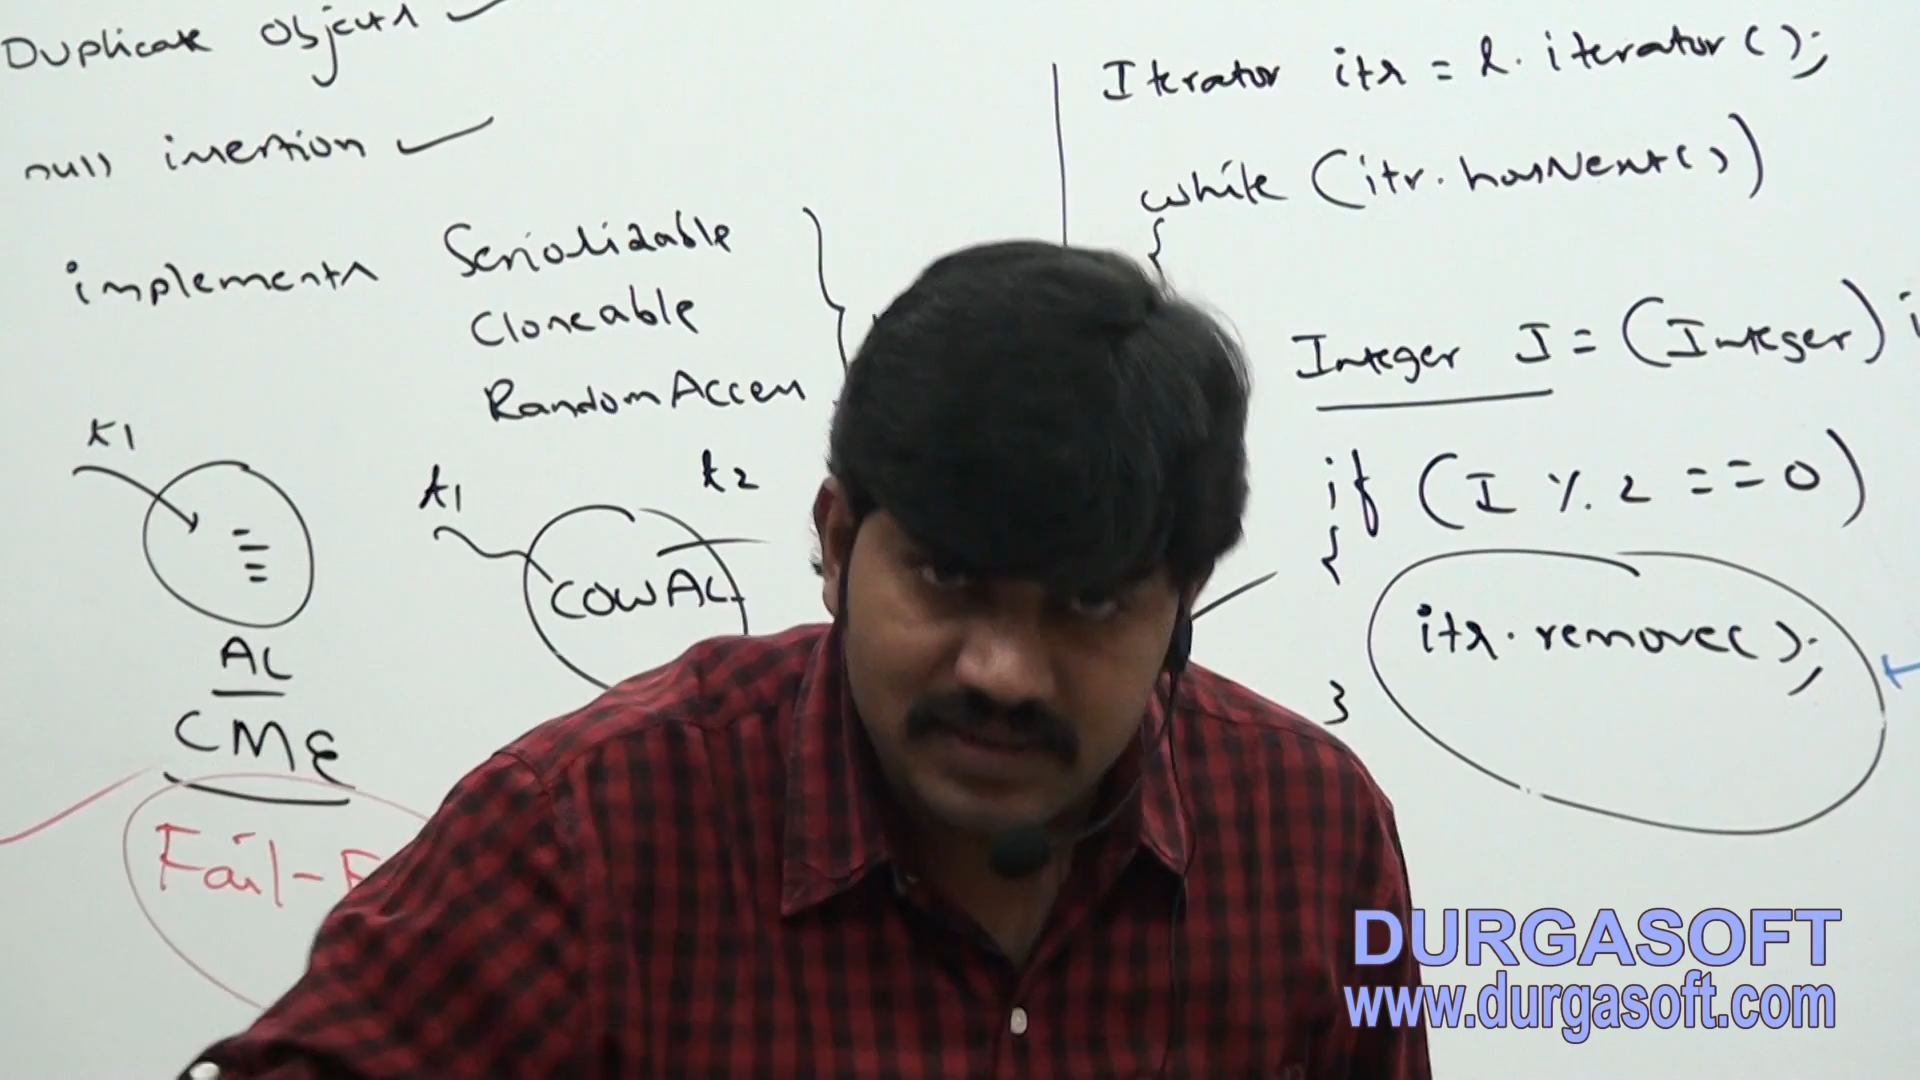 Duplicate Objects
null insertion
implements Serializable
Cloneable
RandomAccess
t1
AL
CME
Fail-F
t1
t2
COWAL
Iterator itr = l.iterator();
while (itr.hasNext())
{
Integer I = (Integer) i
if (I % 2 == 0)
{
itr.remove();
}
DURGASOFT
www.durgasoft.com